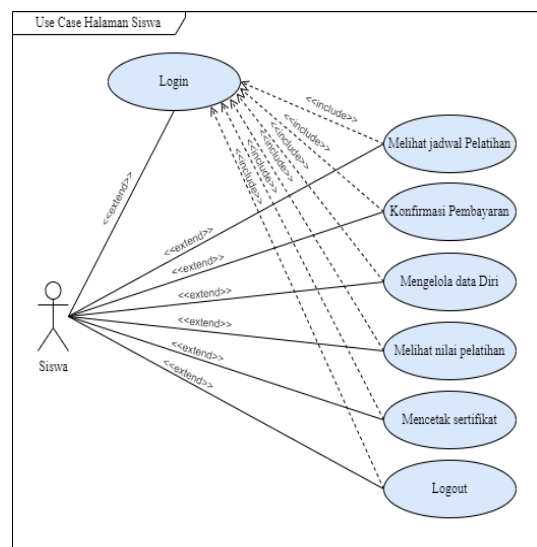 Use Case Halaman Siswa
Login
<<include>>
<<include>>
<<include>>
<<include>>
<<include>>
<<include>>
Melihat jadwal Pelatihan
<<extend>>
Konfirmasi Pembayaran
<<extend>>
<<extend>>
<<extend>>
Mengelola data Diri
<<extend>>
<<extend>>
Melihat nilai pelatihan
<<extend>>
Siswa
Mencetak sertifikat
Logout